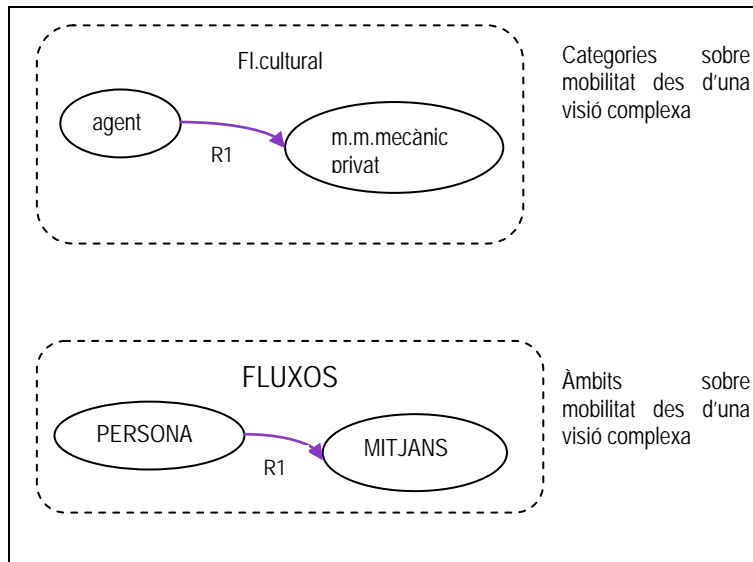 Fl.cultural
agent
R1
m.m.mecànic
privat
Categories sobre
mobilitat des d'una
visió complexa
FLUXOS
PERSONA
R1
MITJANS
Àmbits sobre
mobilitat des d'una
visió complexa